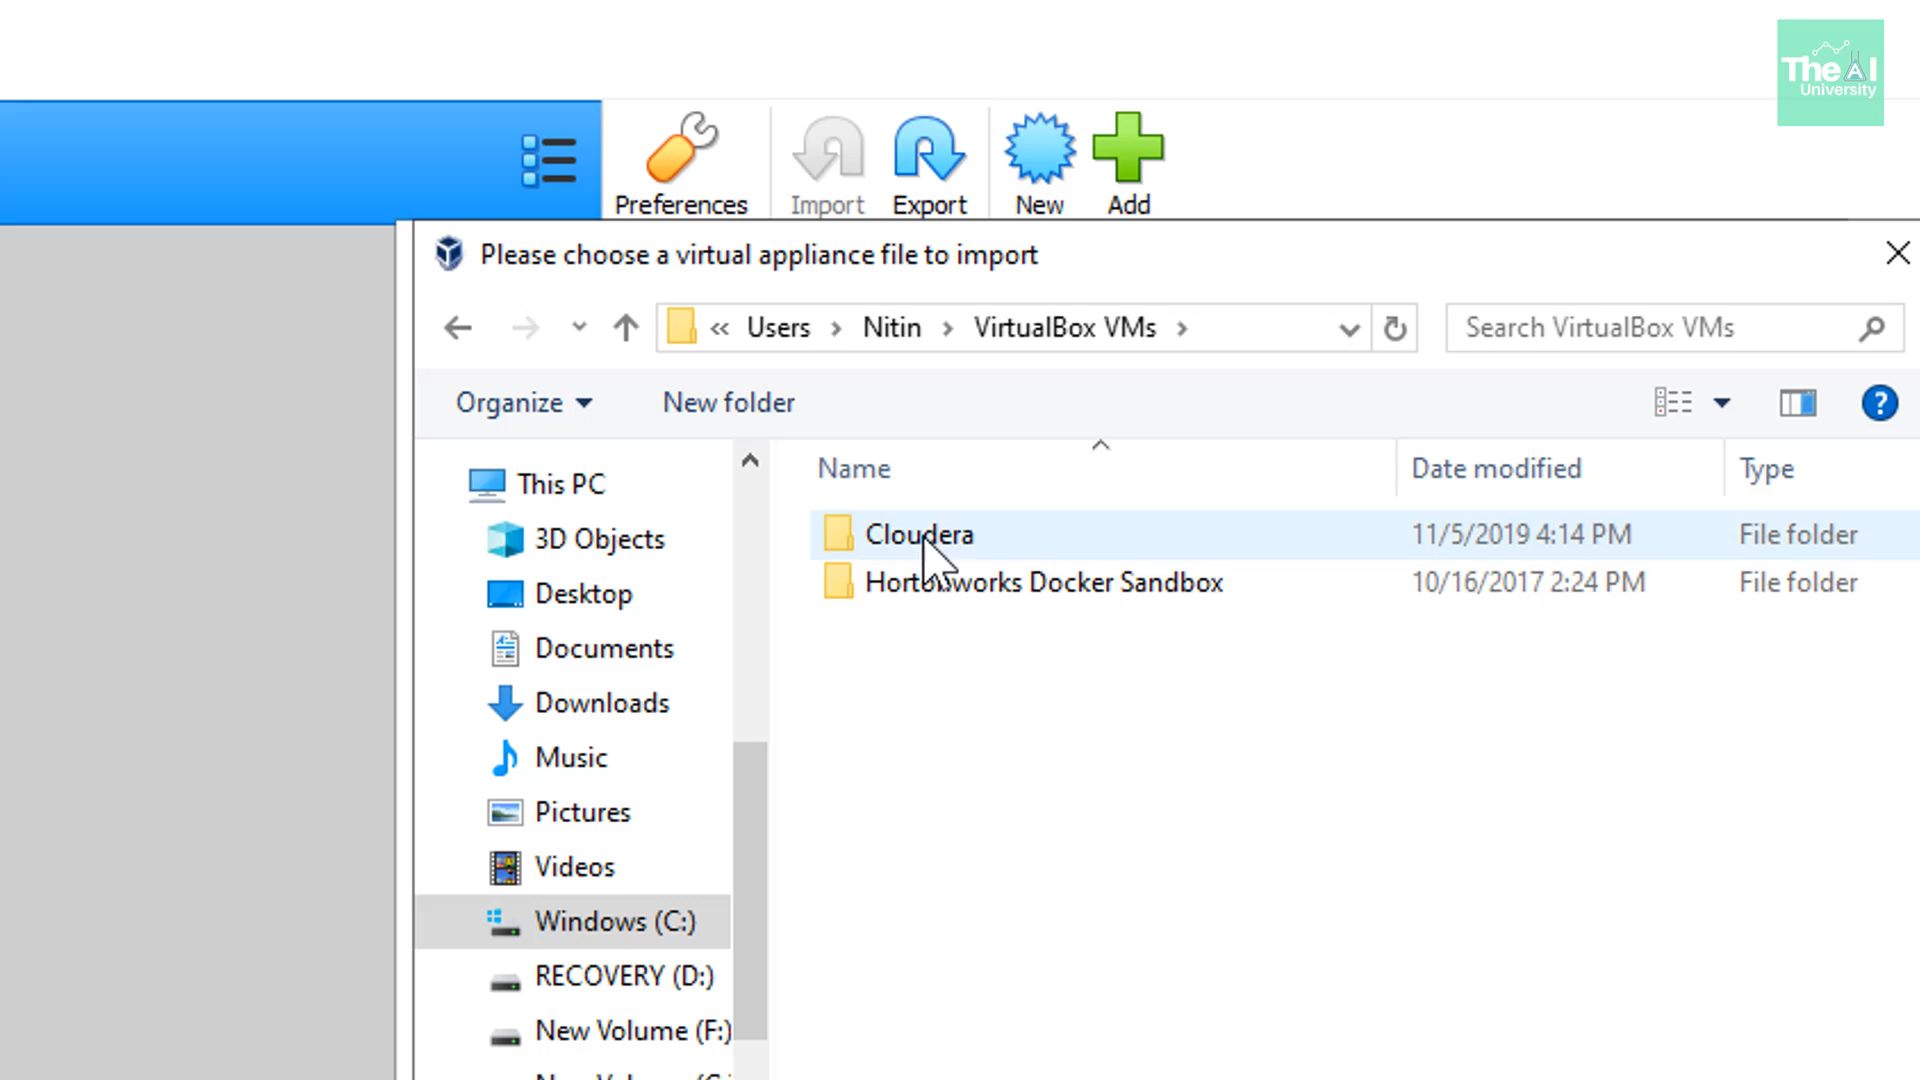 The AI
University
Preferences
Import
Export
New
Add
Please choose a virtual appliance file to import
« Users › Nitin › VirtualBox VMs ›
Search VirtualBox VMs
Organize
New folder
?
Name
Date modified
Type
This PC
3D Objects
Desktop
Documents
Downloads
Music
Pictures
Videos
Windows (C:)
RECOVERY (D:)
New Volume (F:)
Cloudera 11/5/2019 4:14 PM File folder
Hortonworks Docker Sandbox 10/16/2017 2:24 PM File folder